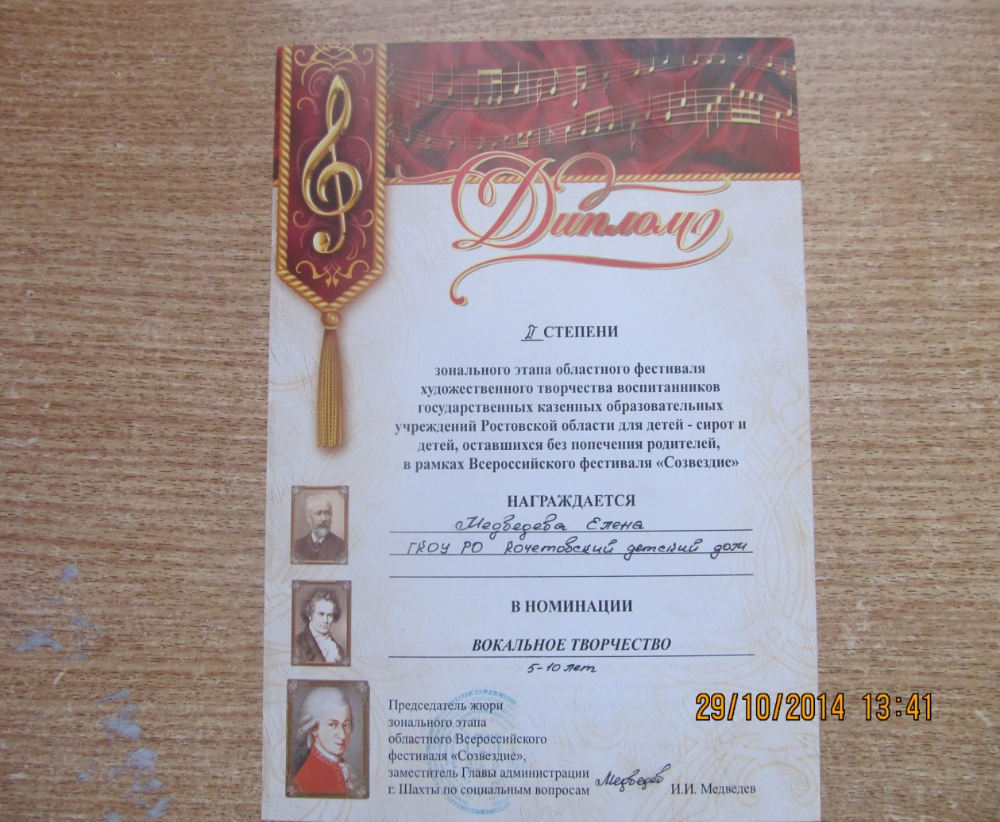 Диплом
II СТЕПЕНИ
зонального этапа областного фестиваля
художественного творчества воспитанников
государственных казенных образовательных
учреждений Ростовской области для детей - сирот и
детей, оставшихся без попечения родителей,
в рамках Всероссийского фестиваля «Созвездие»
НАГРАЖДАЕТСЯ
Медведева Елена
ГКОУ РО Кочетовский детский дом
В НОМИНАЦИИ
ВОКАЛЬНОЕ ТВОРЧЕСТВО
5-10 лет
Председатель жюри
зонального этапа
областного Всероссийского
фестиваля «Созвездие»,
заместитель Главы администрации
г. Шахты по социальным вопросам Медведев И.И. Медведев
29/10/2014 13:41